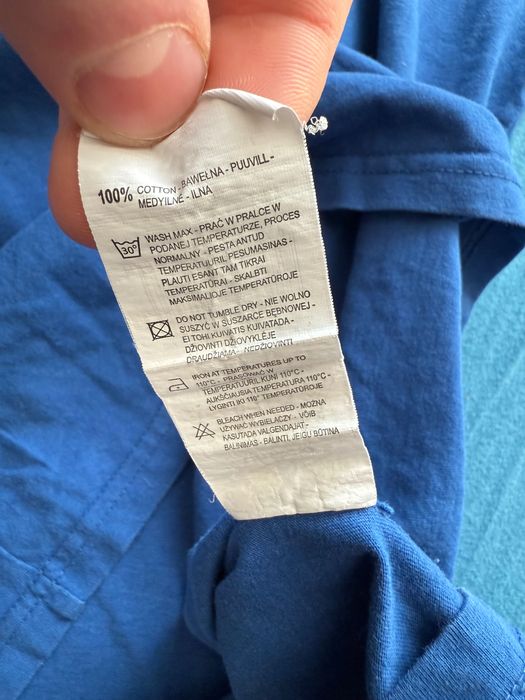 100% COTTON - BAWEŁNA - PUUVILL -
MEDVILNĖ - ILNA
30° WASH MAX - PRAĆ W PRALCE W
PODANEJ TEMPERATURZE, PROCES
NORMALNY - PESTA ANTUD
TEMPERATUURIL PESUMASINAS -
PLAUTI ESANT TAM TIKRAI
TEMPERATŪRAI - SKALBTI
MAKSIMALIOJE TEMPERATŪROJE
DO NOT TUMBLE DRY - NIE WOLNO
SUSZYĆ W SUSZARCE BĘBNOWEJ -
EI TOHI KUIVATIS KUIVATADA -
DŽIOVINTI DŽIOVYKLĖJE
DRAUDŽIAMA - NEDŽIOVINTI
IRON AT TEMPERATURES UP TO
110°C - PRASOWAĆ W
TEMPERATUURIL KUNI 110°C -
AUKŠČIAUSIA TEMPERATŪRA 110°C -
LYGINTI IKI 110° TEMPERATŪROJE
BLEACH WHEN NEEDED - MOŻNA
UŻYWAĆ WYBIELACZY - VÕIB
KASUTADA VALGENDAJAT -
BALINIMAS - BALINTI, JEIGU BŪTINA